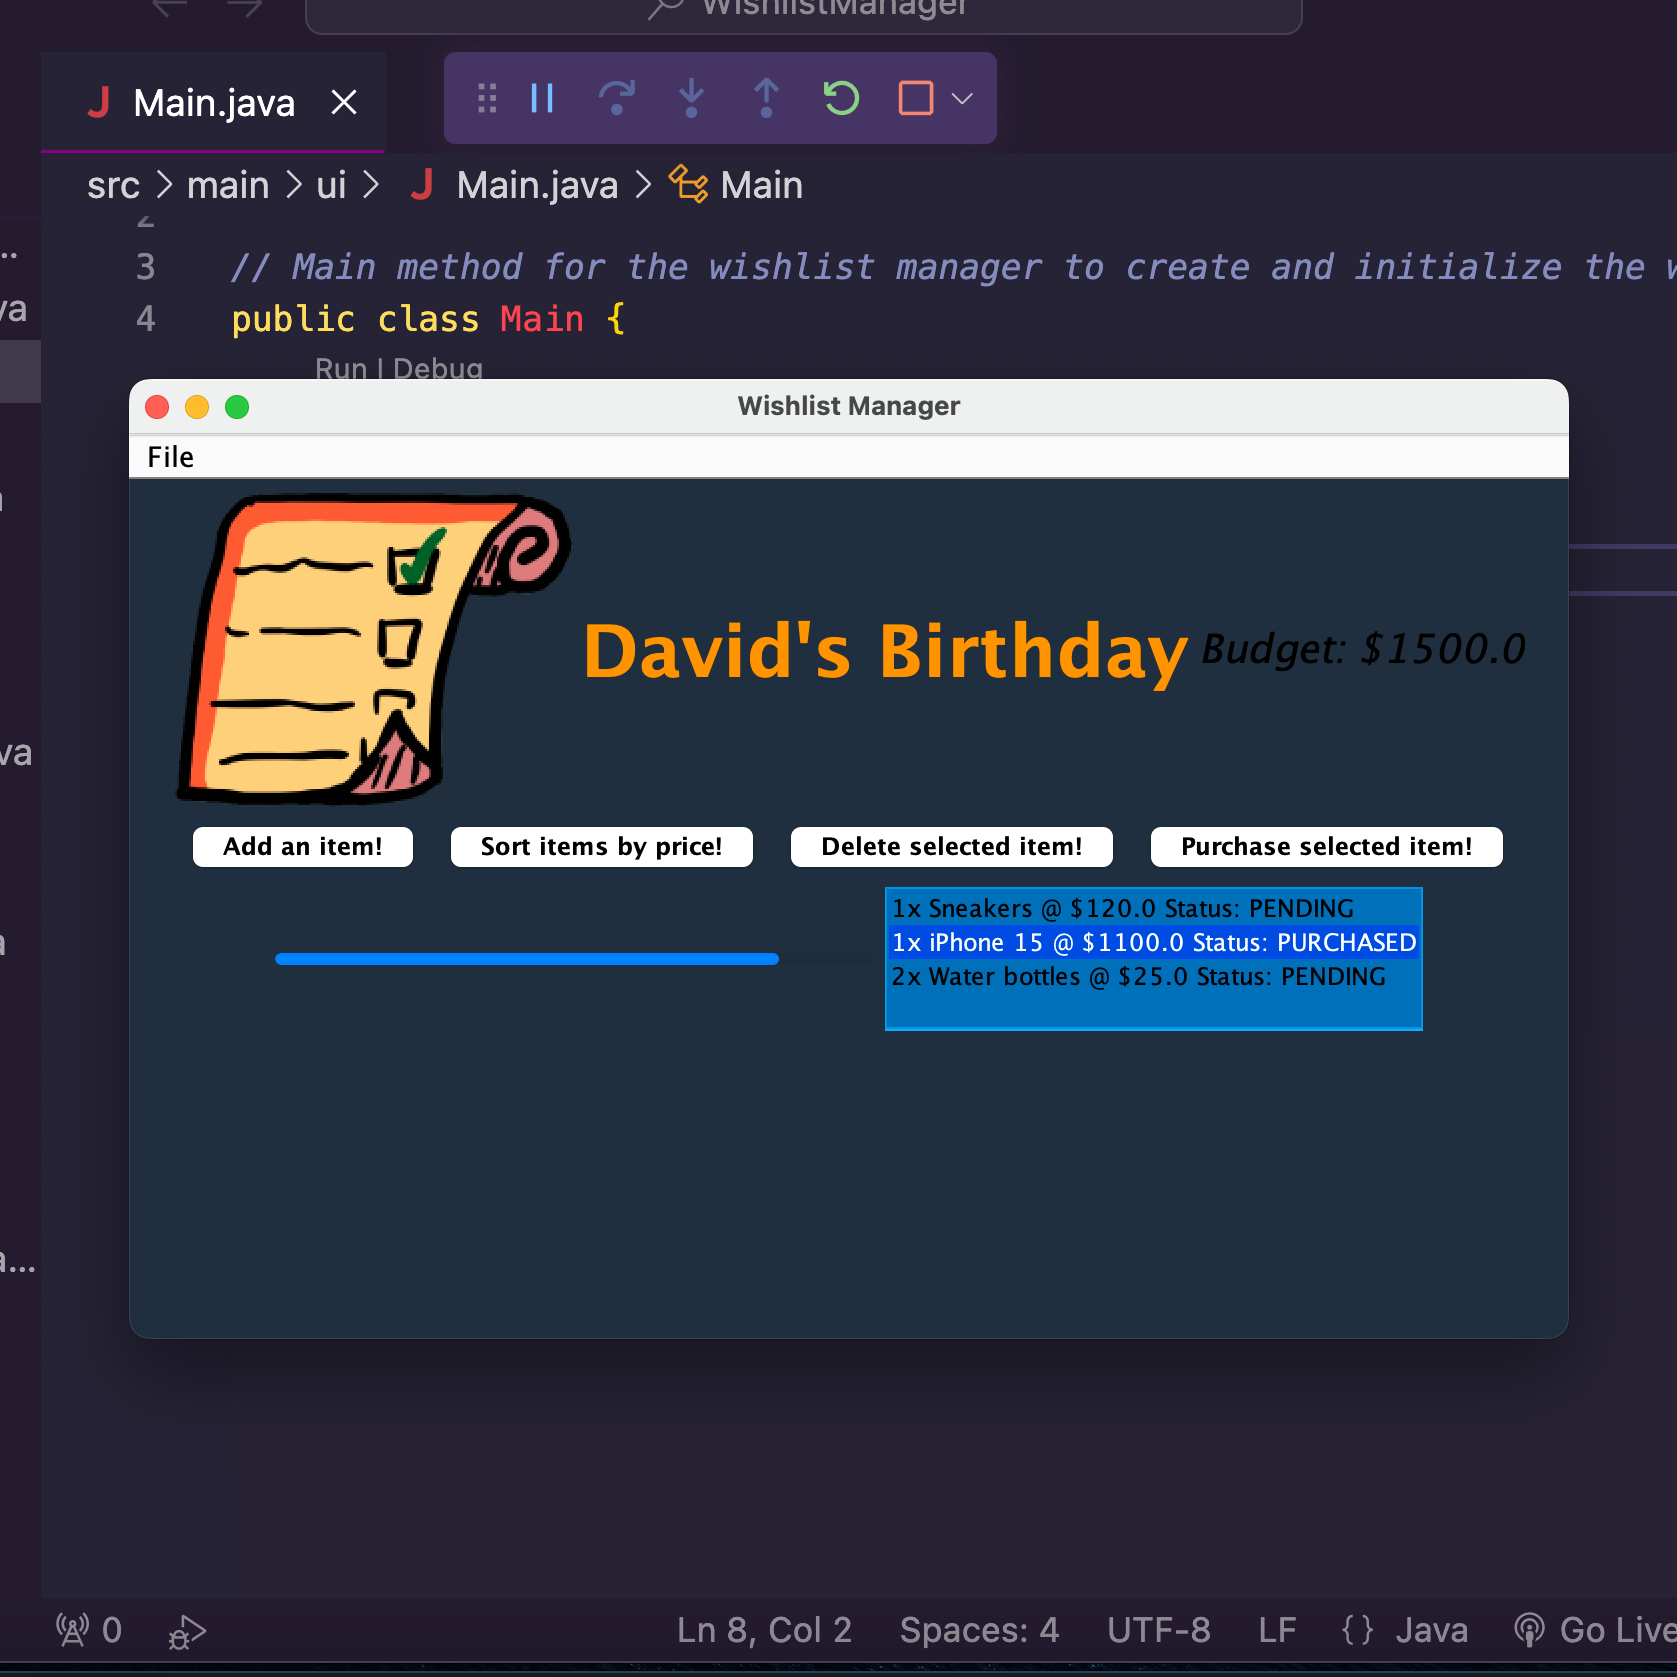 WishlistManager
Main.java
src > main > ui > Main.java > Main
2
3 // Main method for the wishlist manager to create and initialize the
4 public class Main {
Run | Debug
Wishlist Manager
File
David's Birthday
Budget: $1500.0
Add an item!
Sort items by price!
Delete selected item!
Purchase selected item!
1x Sneakers @ $120.0 Status: PENDING
1x iPhone 15 @ $1100.0 Status: PURCHASED
2x Water bottles @ $25.0 Status: PENDING
0
Ln 8, Col 2
Spaces: 4
UTF-8
LF
{} Java
Go Live